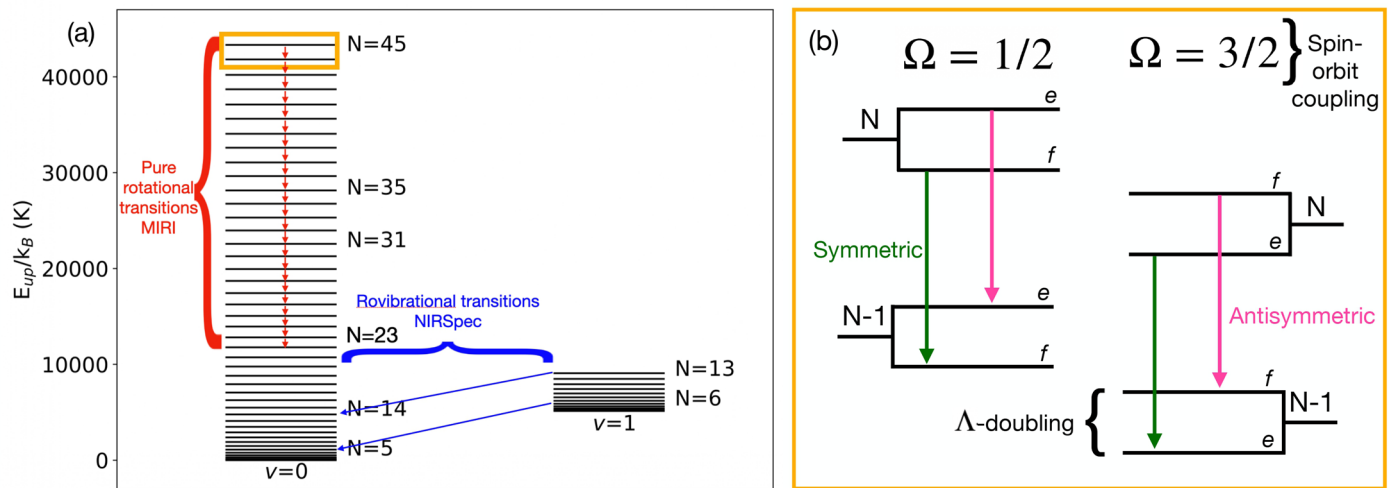 (a)
E_up/k_B (K)
40000
30000
20000
10000
0
N=45
N=35
N=31
N=23
N=14
N=5
v=0
Pure
rotational
transitions
MIRI
Rovibrational transitions
NIRSpec
N=13
N=6
v=1
(b)
Ω = 1/2
Ω = 3/2
Spin-
orbit
coupling
N
e
f
Symmetric
N-1
e
f
f
N
e
Antisymmetric
Λ-doubling
f
N-1
e